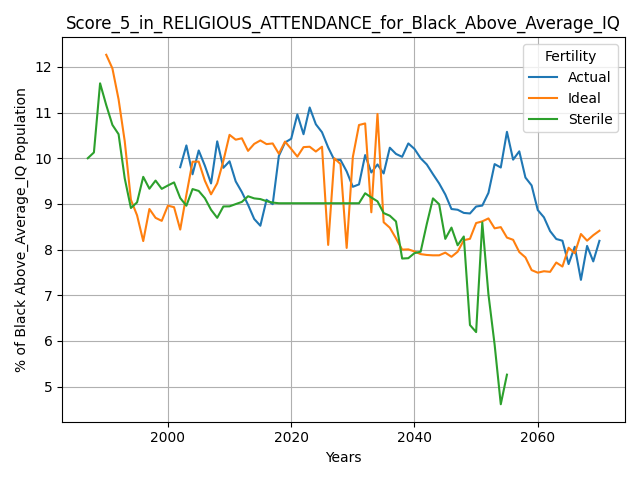 Score_5_in_RELIGIOUS_ATTENDANCE_for_Black_Above_Average_IQ
Fertility
Actual
Ideal
Sterile
% of Black Above_Average_IQ Population
12
11
10
9
8
7
6
5
2000
2020
2040
2060
Years